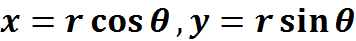 x = r cos θ , y = r sin θ